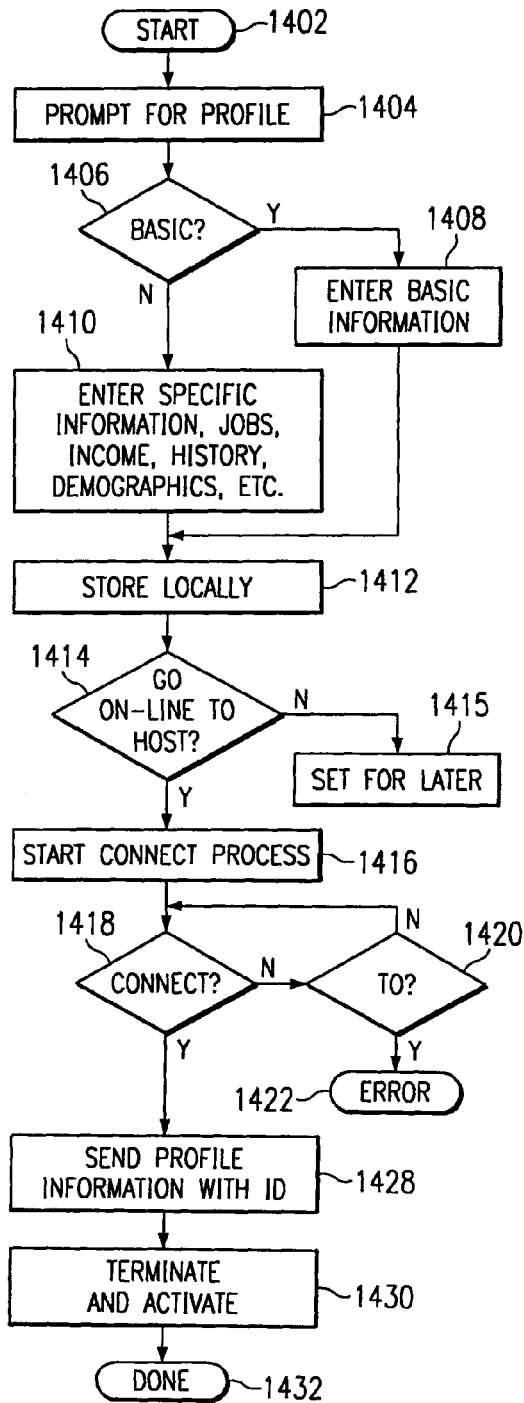 START
1402
PROMPT FOR PROFILE
1404
1406
BASIC?
Y
N
1408
ENTER BASIC
INFORMATION
1410
ENTER SPECIFIC
INFORMATION, JOBS,
INCOME, HISTORY,
DEMOGRAPHICS, ETC.
STORE LOCALLY
1412
1414
GO
ON-LINE TO
HOST?
N
Y
1415
SET FOR LATER
START CONNECT PROCESS
1416
1418
CONNECT?
N
Y
1420
TO?
N
Y
1422
ERROR
SEND PROFILE
INFORMATION WITH ID
1428
TERMINATE
AND ACTIVATE
1430
DONE
1432